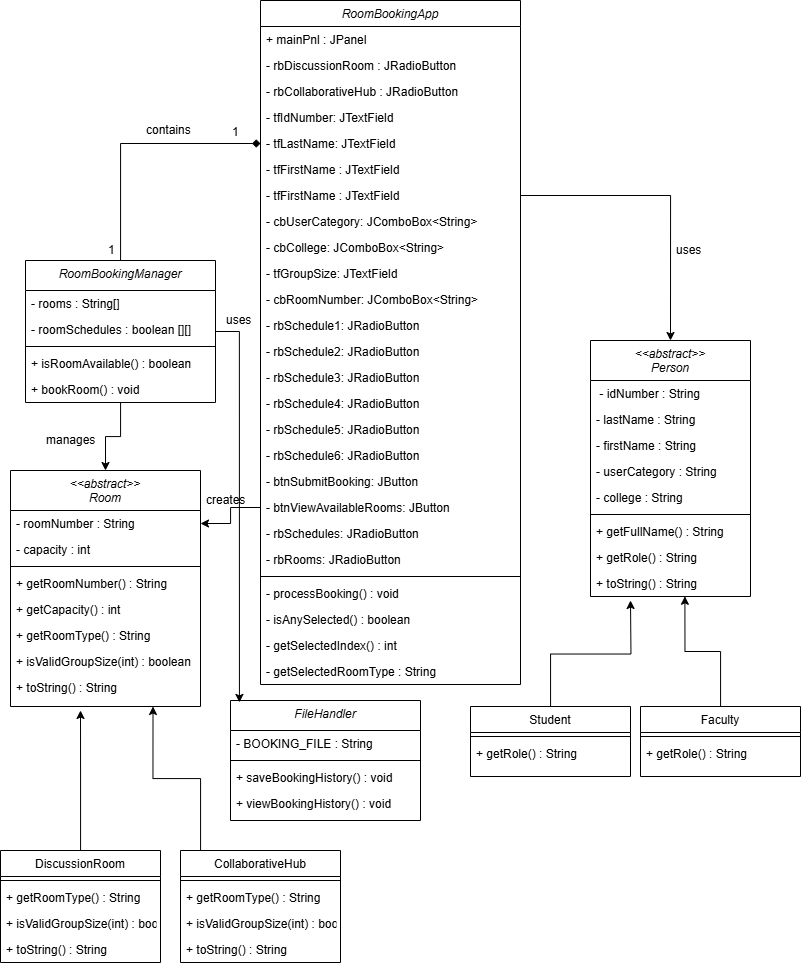 RoomBookingApp
+ mainPnl : JPanel
- rbDiscussionRoom : JRadioButton
- rbCollaborativeHub : JRadioButton
- tfIdNumber: JTextField
- tfLastName: JTextField
- tfFirstName : JTextField
- tfFirstName : JTextField
- cbUserCategory: JComboBox<String>
- cbCollege: JComboBox<String>
- tfGroupSize: JTextField
- cbRoomNumber: JComboBox<String>
- rbSchedule1: JRadioButton
- rbSchedule2: JRadioButton
- rbSchedule3: JRadioButton
- rbSchedule4: JRadioButton
- rbSchedule5: JRadioButton
- rbSchedule6: JRadioButton
- btnSubmitBooking: JButton
- btnViewAvailableRooms: JButton
- rbSchedules: JRadioButton
- rbRooms: JRadioButton
- processBooking() : void
- isAnySelected() : boolean
- getSelectedIndex() : int
- getSelectedRoomType : String
contains
1
1
RoomBookingManager
- rooms : String[]
- roomSchedules : boolean [][]
+ isRoomAvailable() : boolean
+ bookRoom() : void
uses
uses
manages
creates
<<abstract>>
Room
- roomNumber : String
- capacity : int
+ getRoomNumber() : String
+ getCapacity() : int
+ getRoomType() : String
+ isValidGroupSize(int) : boolean
+ toString() : String
<<abstract>>
Person
- idNumber : String
- lastName : String
- firstName : String
- userCategory : String
- college : String
+ getFullName() : String
+ getRole() : String
+ toString() : String
FileHandler
- BOOKING_FILE : String
+ saveBookingHistory() : void
+ viewBookingHistory() : void
Student
+ getRole() : String
Faculty
+ getRole() : String
DiscussionRoom
+ getRoomType() : String
+ isValidGroupSize(int) : boo
+ toString() : String
CollaborativeHub
+ getRoomType() : String
+ isValidGroupSize(int) : boo
+ toString() : String